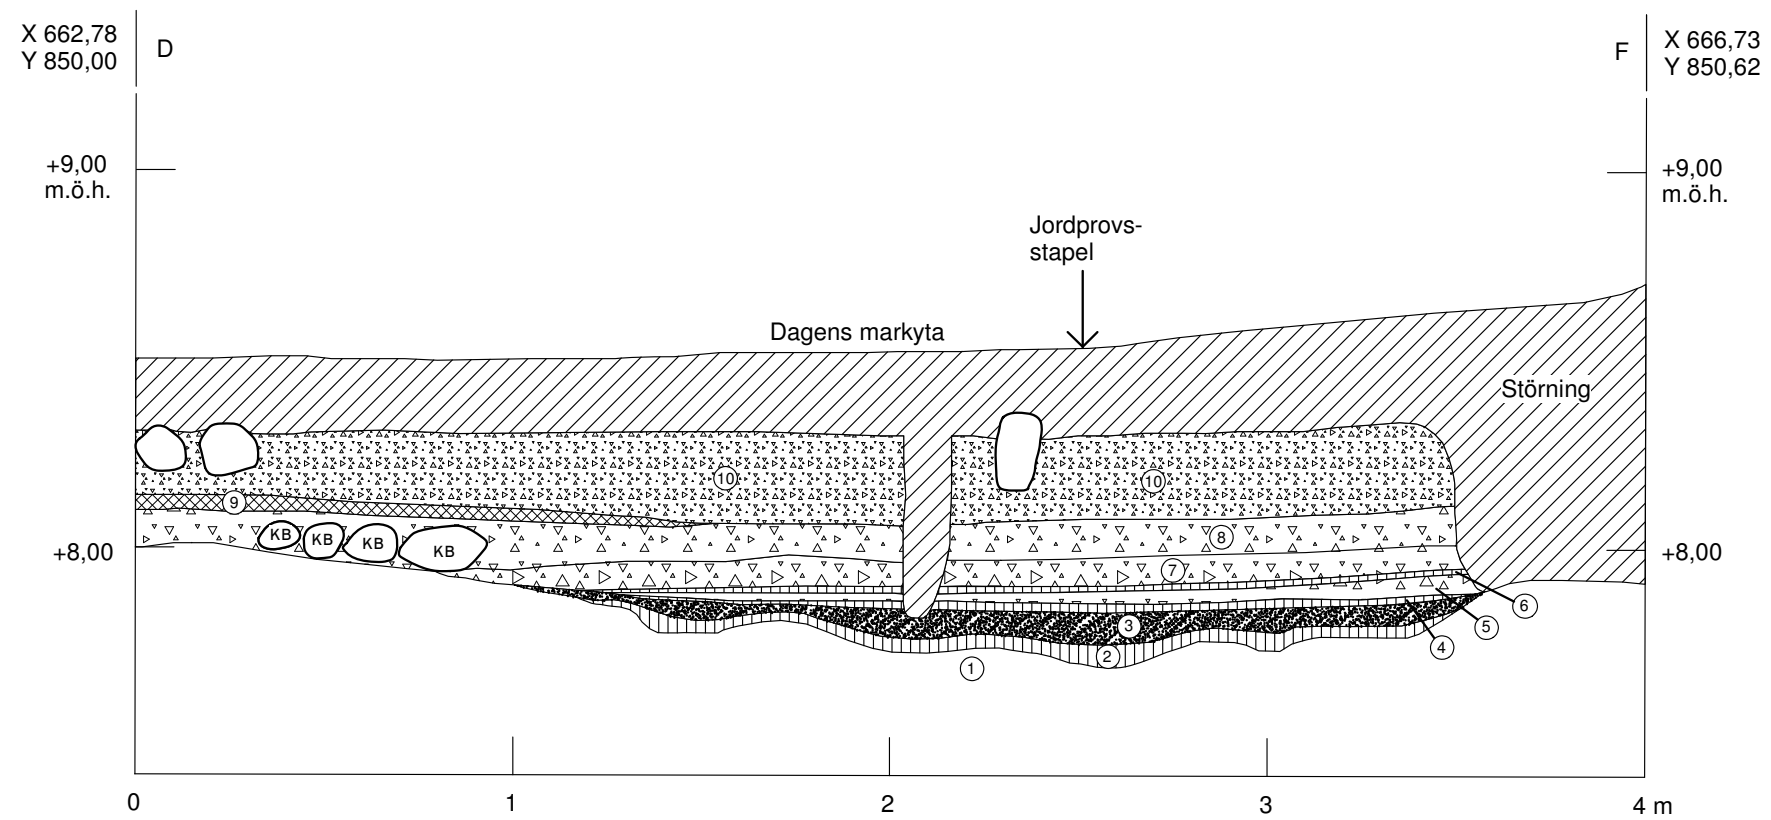 X 662,78
Y 850,00
D
F
X 666,73
Y 850,62
+9,00
m.ö.h.
+9,00
m.ö.h.
Jordprovs-
stapel
Dagens markyta
Störning
10
10
9
8
KB
KB
KB
KB
+8,00
+8,00
7
6
5
4
3
2
1
0
1
2
3
4 m